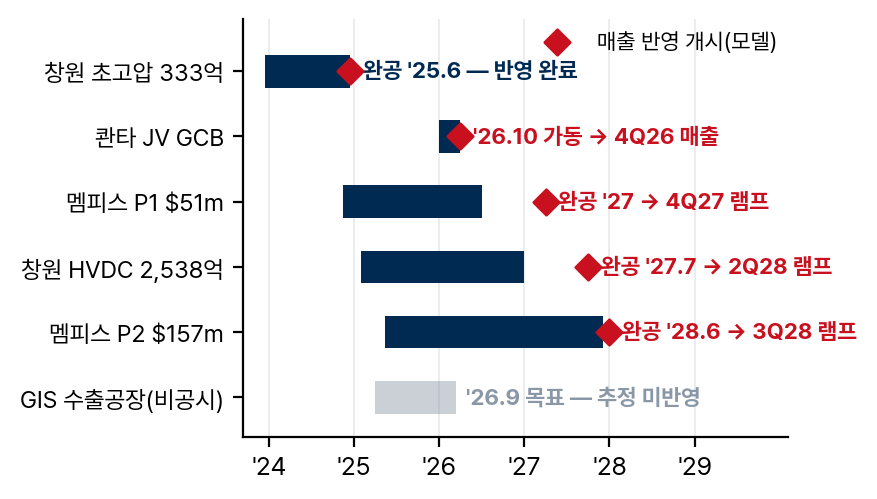 매출 반영 개시(모델)
창원 초고압 333억
완공 '25.6 — 반영 완료
콴타 JV GCB
'26.10 가동 → 4Q26 매출
멤피스 P1 $51m
완공 '27 → 4Q27 램프
창원 HVDC 2,538억
완공 '27.7 → 2Q28 램프
멤피스 P2 $157m
완공 '28.6 → 3Q28 램프
GIS 수출공장(비공시)
'26.9 목표 — 추정 미반영
'24 '25 '26 '27 '28 '29